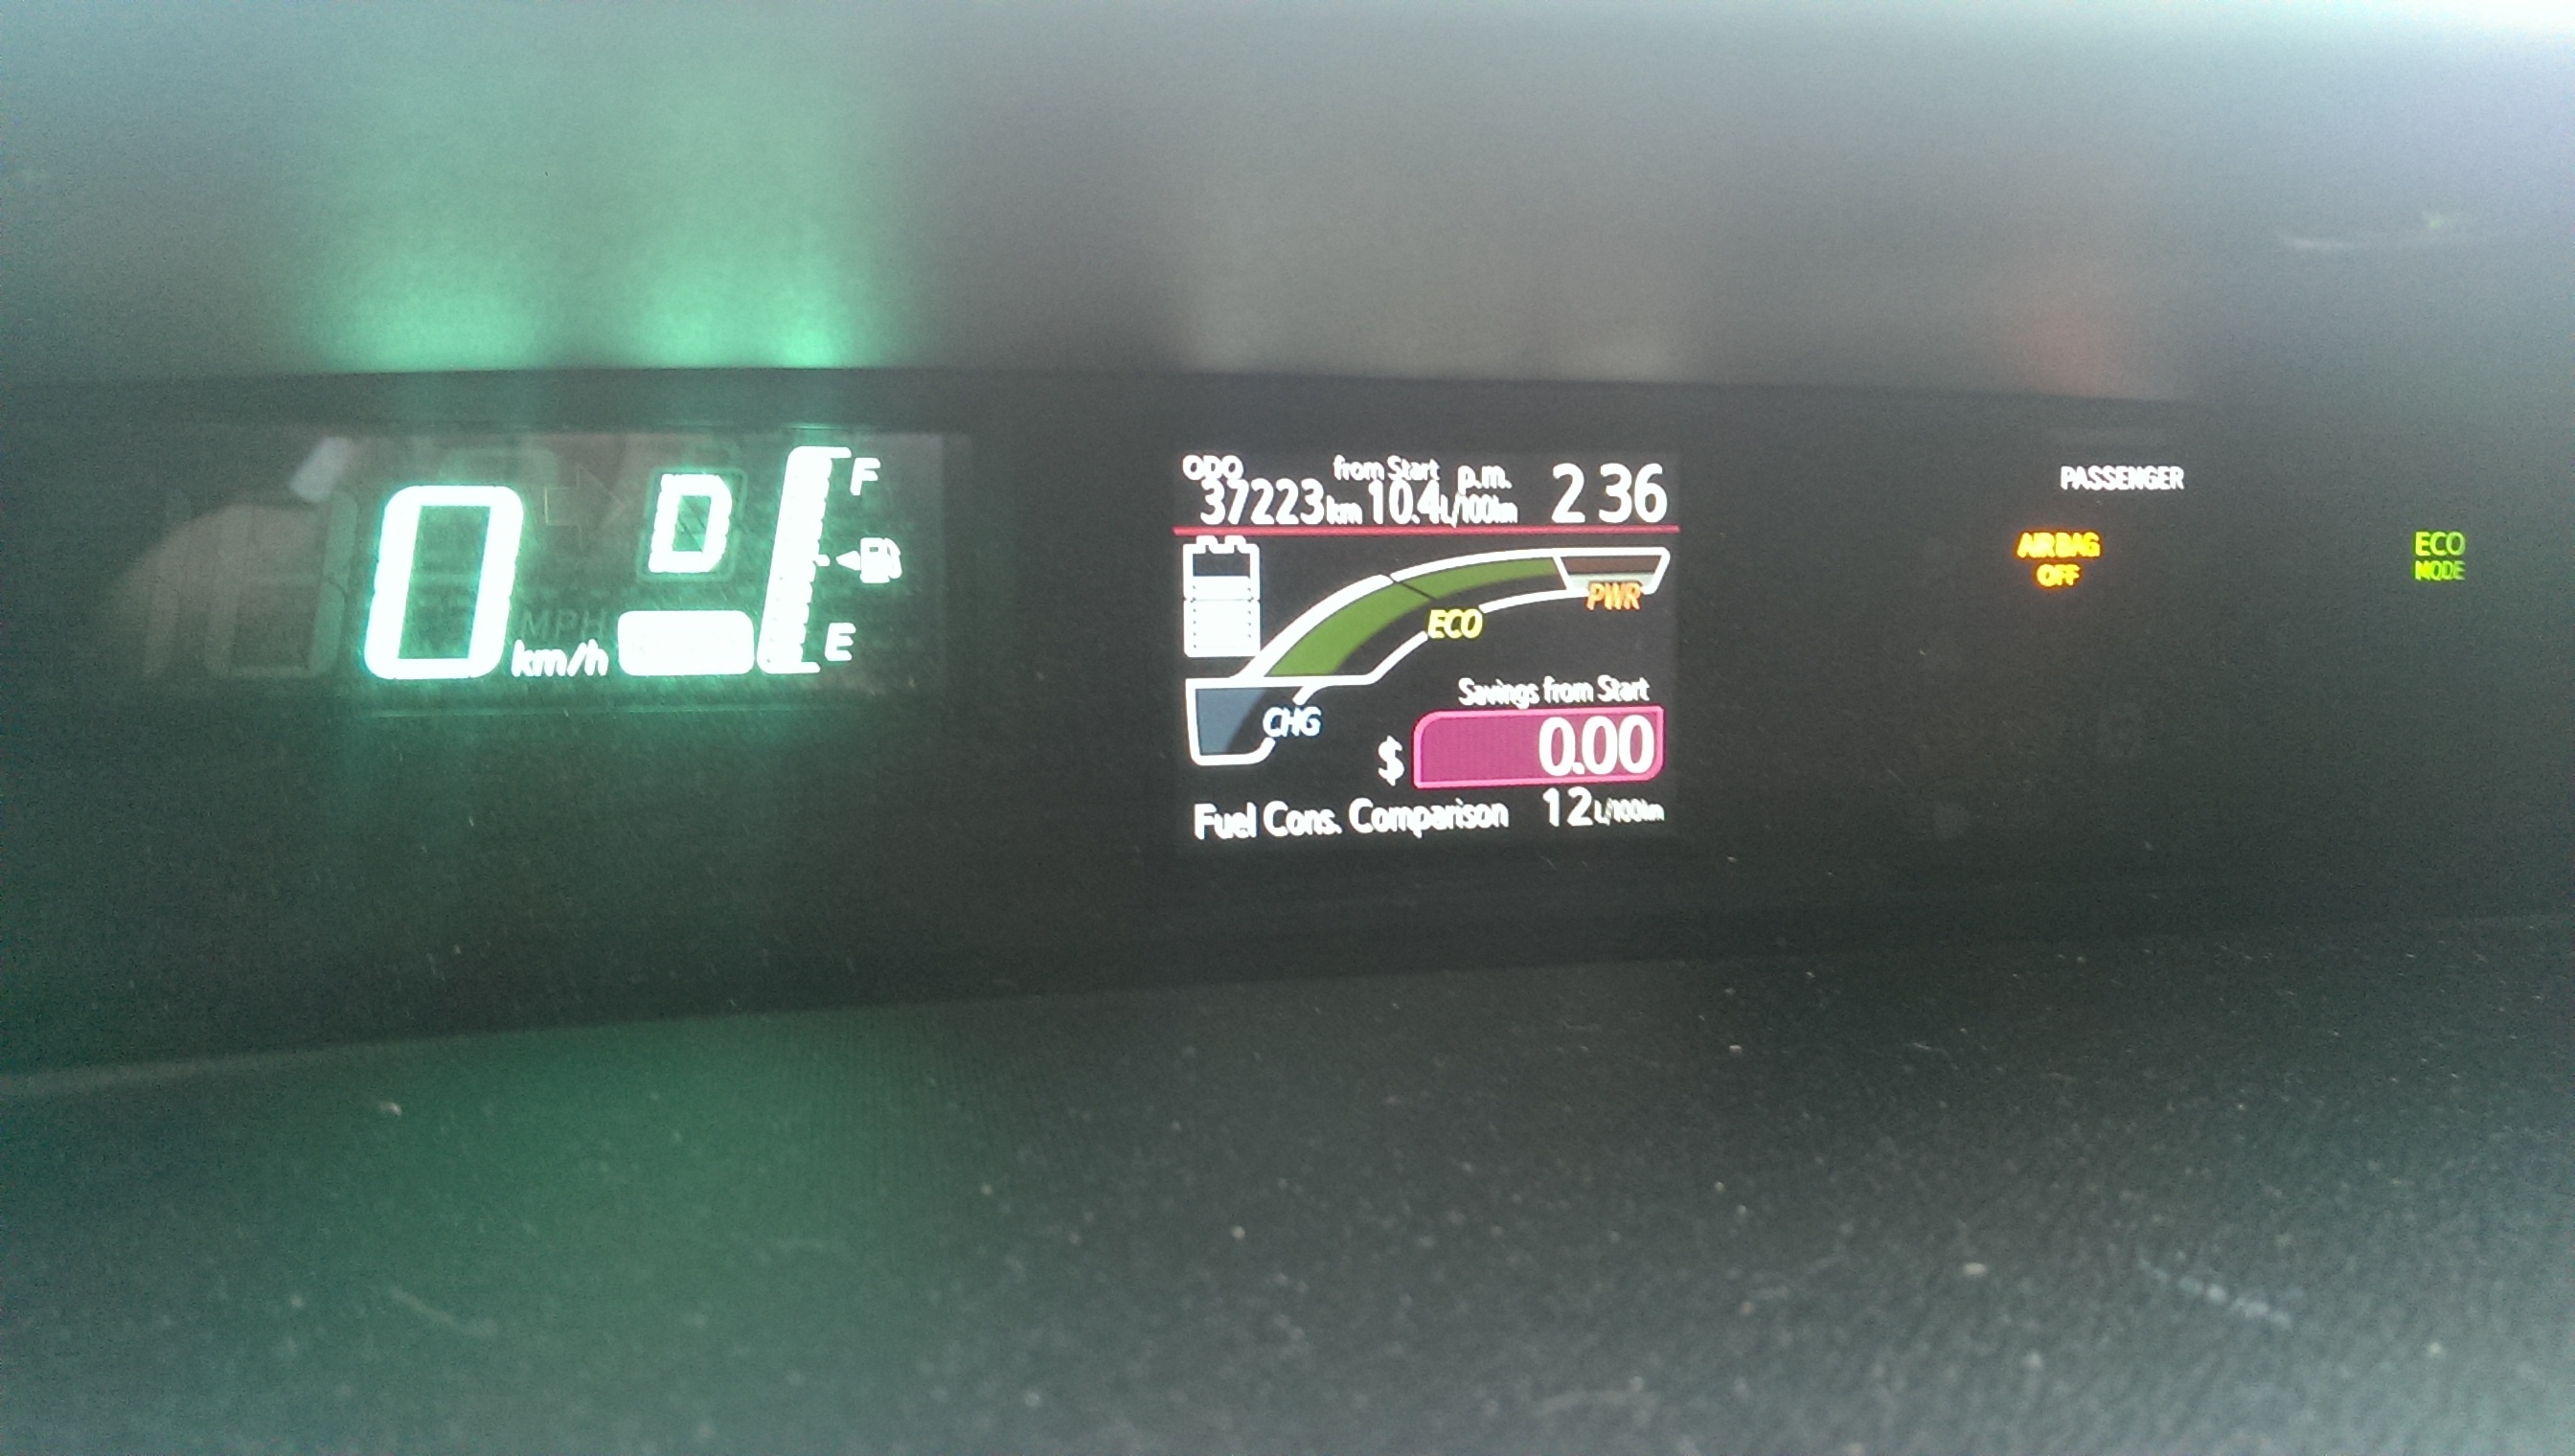 0 km/h
MPH
D
F
E
ODO from Start p.m. 2 36
37223 km 10.4 L/100km
PWR
ECO
CHG
Savings from Start
$ 0.00
Fuel Cons. Comparison 12 L/100km
PASSENGER
AIR BAG
OFF
ECO
MODE